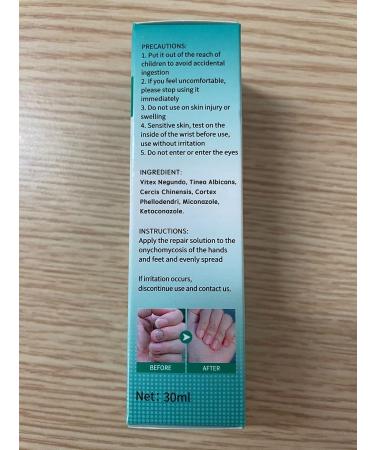 PRECAUTIONS:
1. Put it out of the reach of
children to avoid accidental
ingestion
2. If you feel uncomfortable,
please stop using it
immediately
3. Do not use on skin injury or
swelling
4. Sensitive skin, test on the
inside of the wrist before use,
use without irritation
5. Do not enter or enter the eyes
INGREDIENT:
Vitex Negundo, Tinea Albicans,
Cercis Chinensis, Cortex
Phellodendri, Miconazole,
Ketoconazole.
INSTRUCTIONS:
Apply the repair solution to the
onychomycosis of the hands
and feet and evenly spread
If irritation occurs,
discontinue use and contact us.
BEFORE AFTER
Net: 30ml